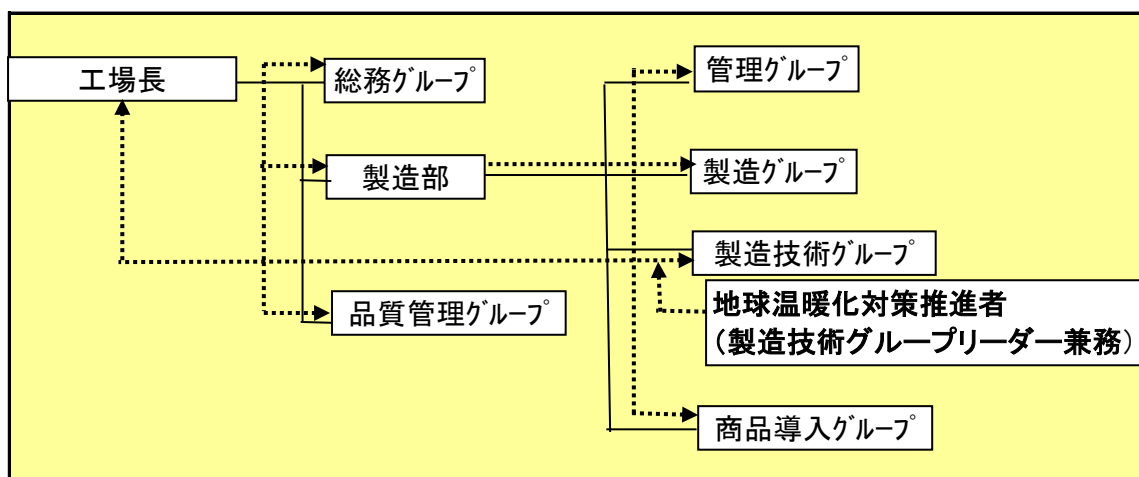 工場長
総務ｸﾞﾙｰﾌﾟ
管理ｸﾞﾙｰﾌﾟ
製造部
製造ｸﾞﾙｰﾌﾟ
製造技術ｸﾞﾙｰﾌﾟ
品質管理ｸﾞﾙｰﾌﾟ
地球温暖化対策推進者
（製造技術グループリーダー兼務）
商品導入ｸﾞﾙｰﾌﾟ